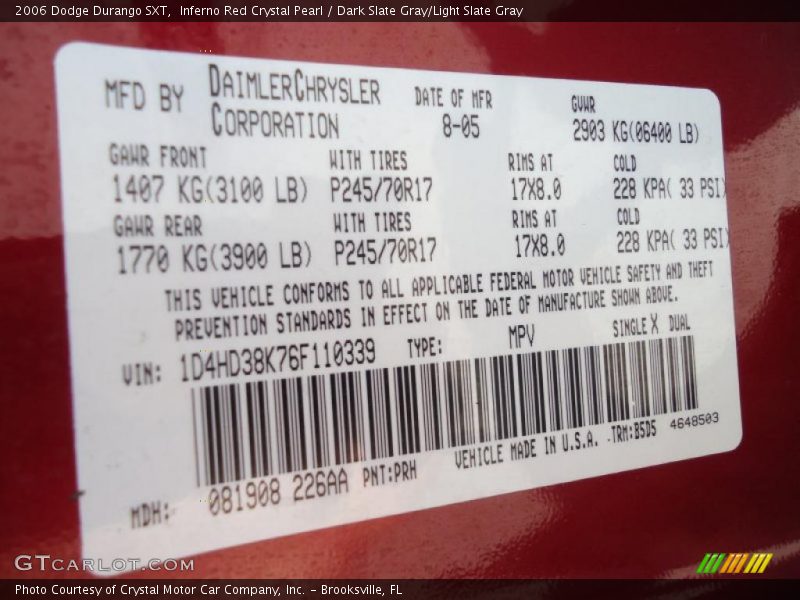 2006 Dodge Durango SXT,  Inferno Red Crystal Pearl / Dark Slate Gray/Light Slate Gray
MFD BY DAIMLERCHRYSLER CORPORATION
DATE OF MFR 8-05
GVWR 2903 KG(06400 LB)
GAWR FRONT WITH TIRES RIMS AT COLD
1407 KG(3100 LB) P245/70R17 17X8.0 228 KPA( 33 PSI)
GAWR REAR WITH TIRES RIMS AT COLD
1770 KG(3900 LB) P245/70R17 17X8.0 228 KPA( 33 PSI)
THIS VEHICLE CONFORMS TO ALL APPLICABLE FEDERAL MOTOR VEHICLE SAFETY AND THEFT
PREVENTION STANDARDS IN EFFECT ON THE DATE OF MANUFACTURE SHOWN ABOVE.
VIN: 1D4HD38K76F110339 TYPE: MPV SINGLE X DUAL
MDH: 081908 226AA PNT:PRH VEHICLE MADE IN U.S.A. TRM:B5D5 4648503
GTCARLOT.COM
Photo Courtesy of Crystal Motor Car Company, Inc. – Brooksville, FL